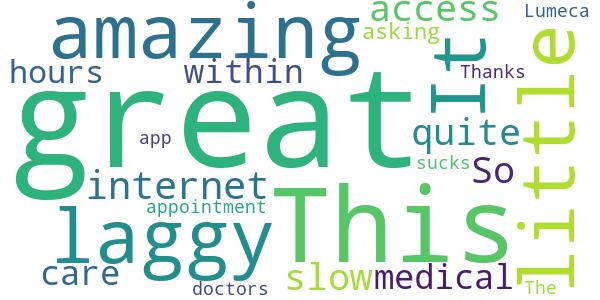 amazing
access
Lumeca
asking
hours
within
It
little
Thanks
great
app
quite
sucks
So
internet
appointment
This
laggy
care
doctors
slow
medical
The